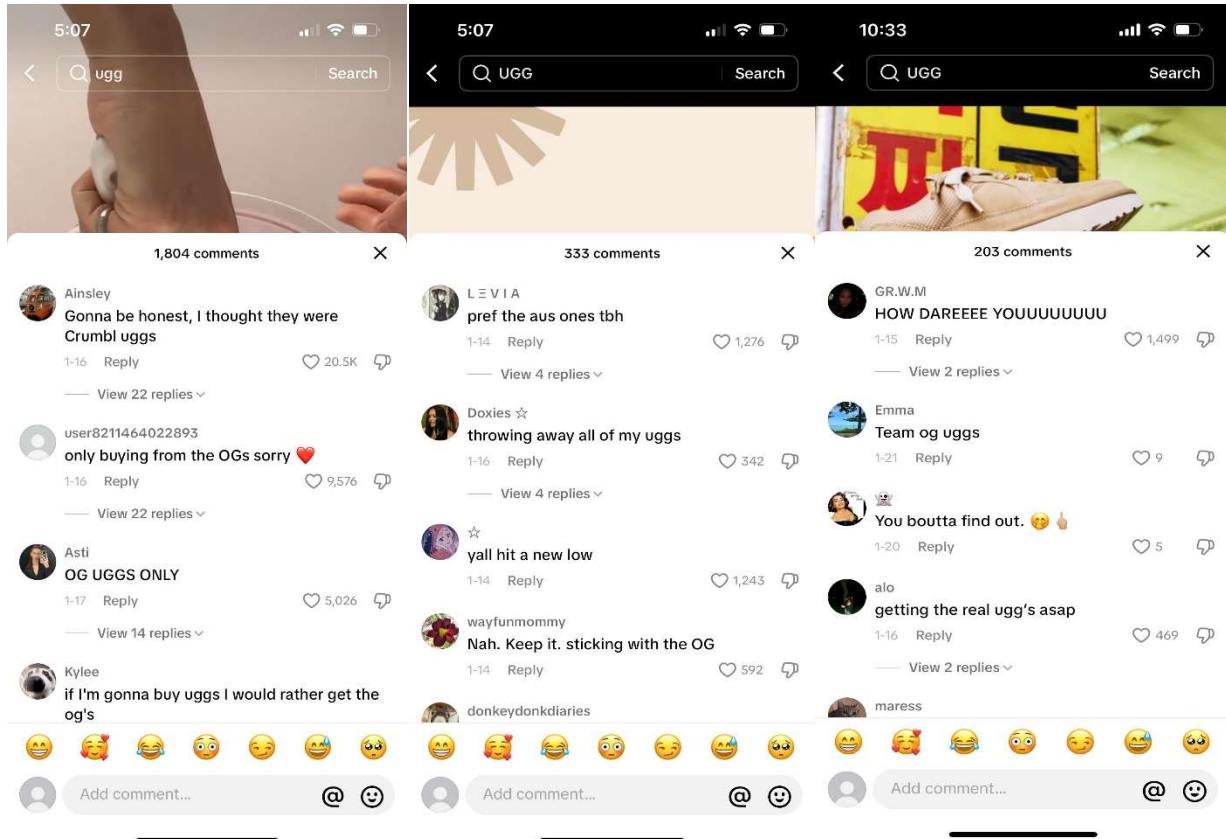 5:07
ugg
Search
1,804 comments
Ainsley
Gonna be honest, I thought they were
Crumbl uggs
1-16 Reply 20.5K
View 22 replies
user8211464022893
only buying from the OGs sorry ❤️
1-16 Reply 9,576
View 22 replies
Asti
OG UGGS ONLY
1-17 Reply 5,026
View 14 replies
Kylee
if I'm gonna buy uggs I would rather get the
og's
Add comment... @
5:07
UGG
Search
333 comments
LΞVIA
pref the aus ones tbh
1-14 Reply 1,276
View 4 replies
Doxies ☆
throwing away all of my uggs
1-16 Reply 342
View 4 replies
☆
yall hit a new low
1-14 Reply 1,243
wayfunmommy
Nah. Keep it. sticking with the OG
1-14 Reply 592
donkeydonkdiaries
Add comment... @
10:33
UGG
Search
203 comments
GR.W.M
HOW DAREEEE YOUUUUUUUU
1-15 Reply 1,499
View 2 replies
Emma
Team og uggs
1-21 Reply 9
👻
You boutta find out. 🤭🖕🏻
1-20 Reply 5
alo
getting the real ugg's asap
1-16 Reply 469
View 2 replies
maress
Add comment... @